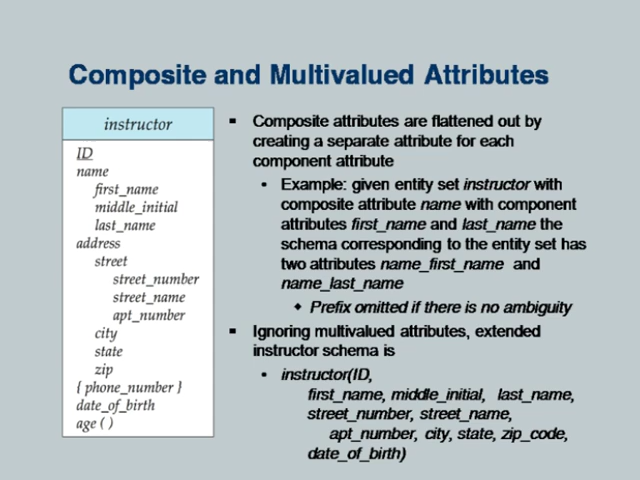 Composite and Multivalued Attributes
instructor
ID
name
first_name
middle_initial
last_name
address
street
street_number
street_name
apt_number
city
state
zip
{ phone_number }
date_of_birth
age ( )
▪ Composite attributes are flattened out by
creating a separate attribute for each
component attribute
• Example: given entity set instructor with
composite attribute name with component
attributes first_name and last_name the
schema corresponding to the entity set has
two attributes name_first_name and
name_last_name
◆ Prefix omitted if there is no ambiguity
▪ Ignoring multivalued attributes, extended
instructor schema is
• instructor(ID,
first_name, middle_initial, last_name,
street_number, street_name,
apt_number, city, state, zip_code,
date_of_birth)